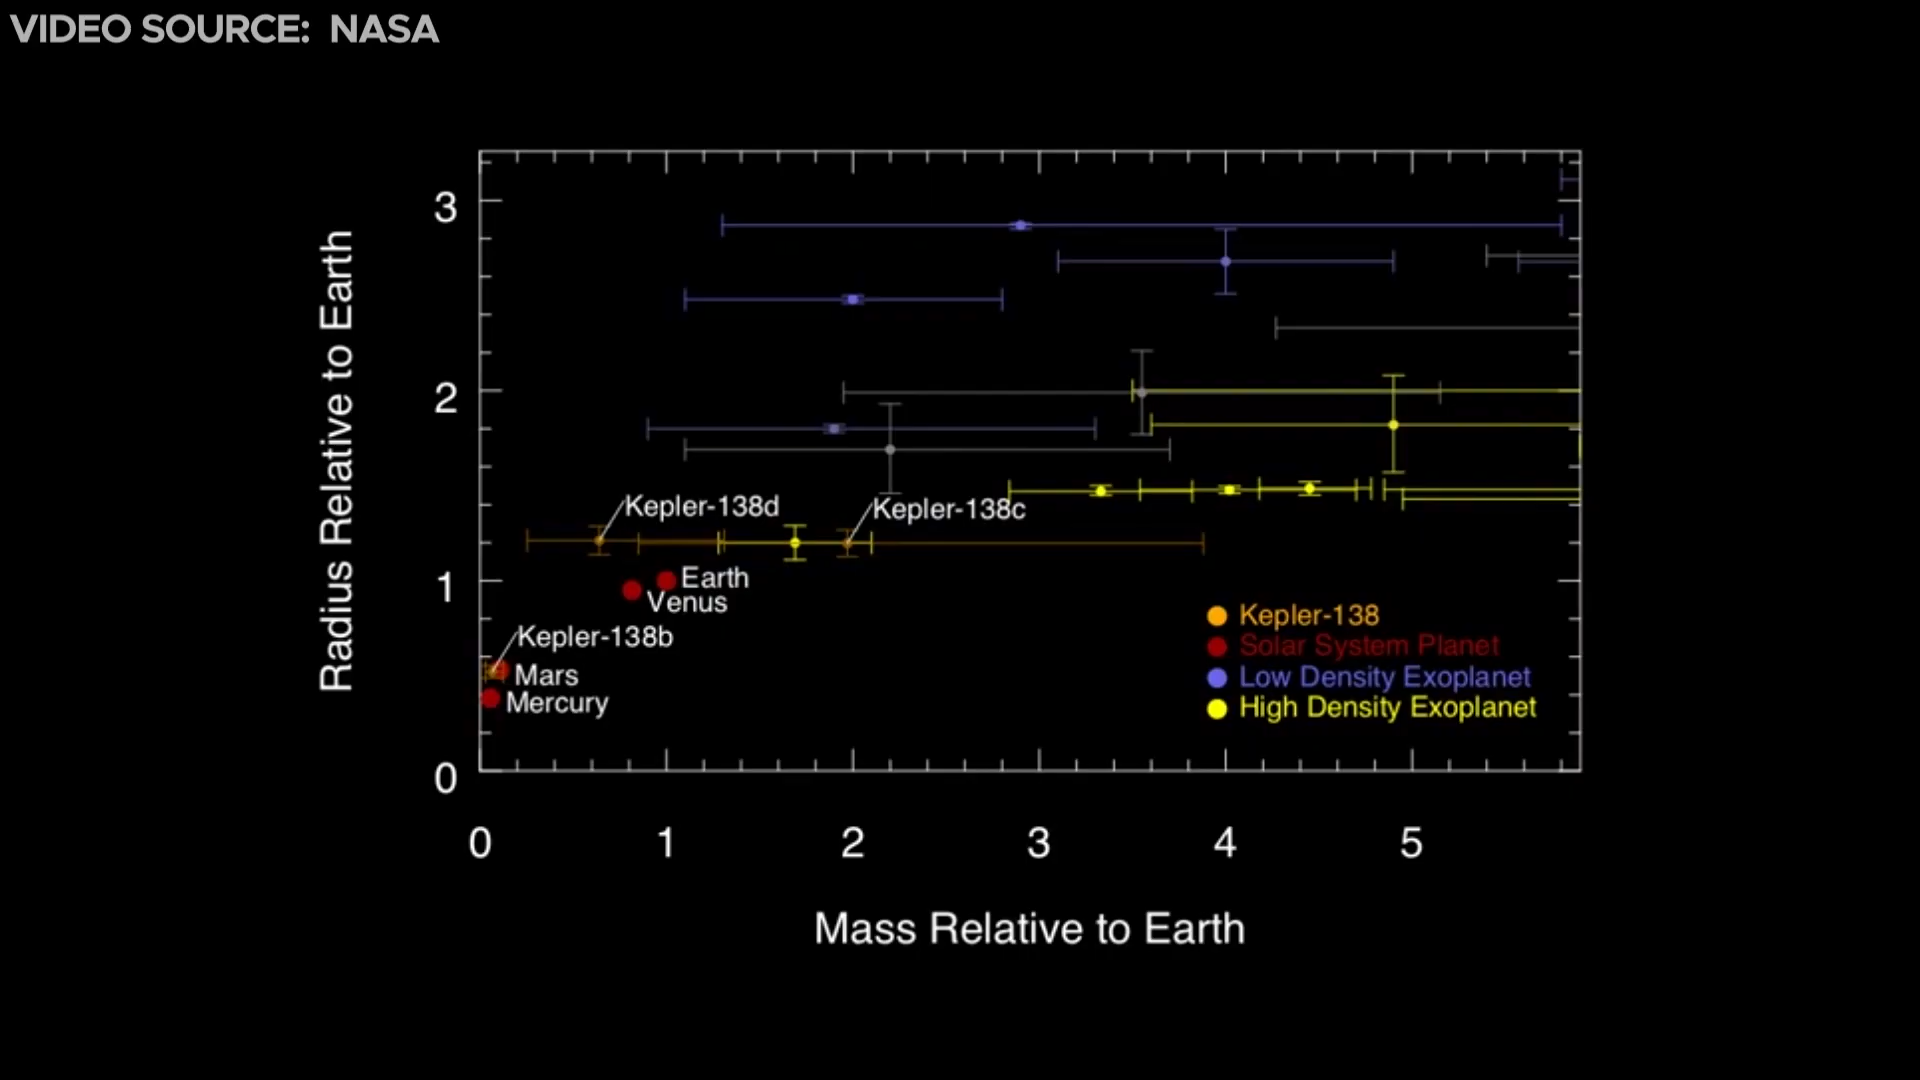 VIDEO SOURCE: NASA
Radius Relative to Earth
3
2
1
0
Kepler-138d
Kepler-138c
Earth
Venus
Kepler-138b
Mars
Mercury
Kepler-138
Solar System Planet
Low Density Exoplanet
High Density Exoplanet
0 1 2 3 4 5
Mass Relative to Earth